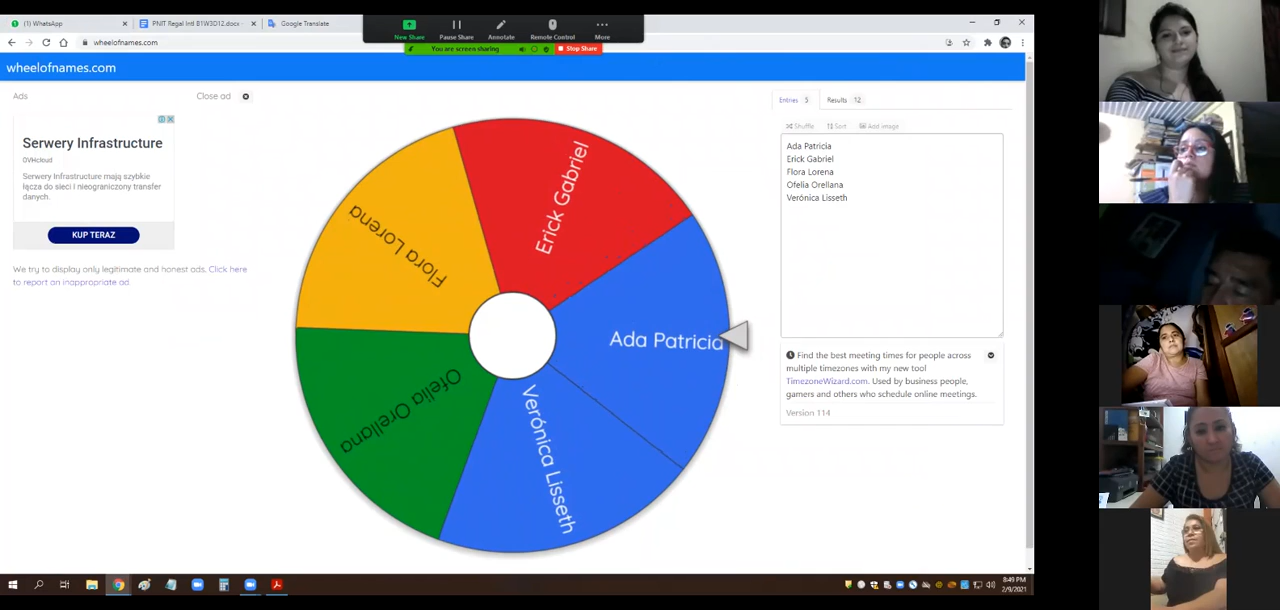 (1) WhatsApp
PNIT Regal Intl B1W3D12.docx -
Google Translate
New Share
Pause Share
Annotate
Remote Control
More
You are screen sharing
Stop Share
wheelofnames.com
wheelofnames.com
Ads
Close ad
Serwery Infrastructure
OVHcloud
Serwery Infrastructure mają szybkie
łącza do sieci i nieograniczony transfer
danych.
KUP TERAZ
We try to display only legitimate and honest ads. Click here
to report an inappropriate ad
Erick Gabriel
Flora Lorena
Ada Patricia
Ofelia Orellana
Verónica Lisseth
Entries 5
Results 12
Shuffle
Sort
Add image
Ada Patricia
Erick Gabriel
Flora Lorena
Ofelia Orellana
Verónica Lisseth
Find the best meeting times for people across
multiple timezones with my new tool
TimezoneWizard.com. Used by business people,
gamers and others who schedule online meetings.
Version 114
8:49 PM
2/9/2021